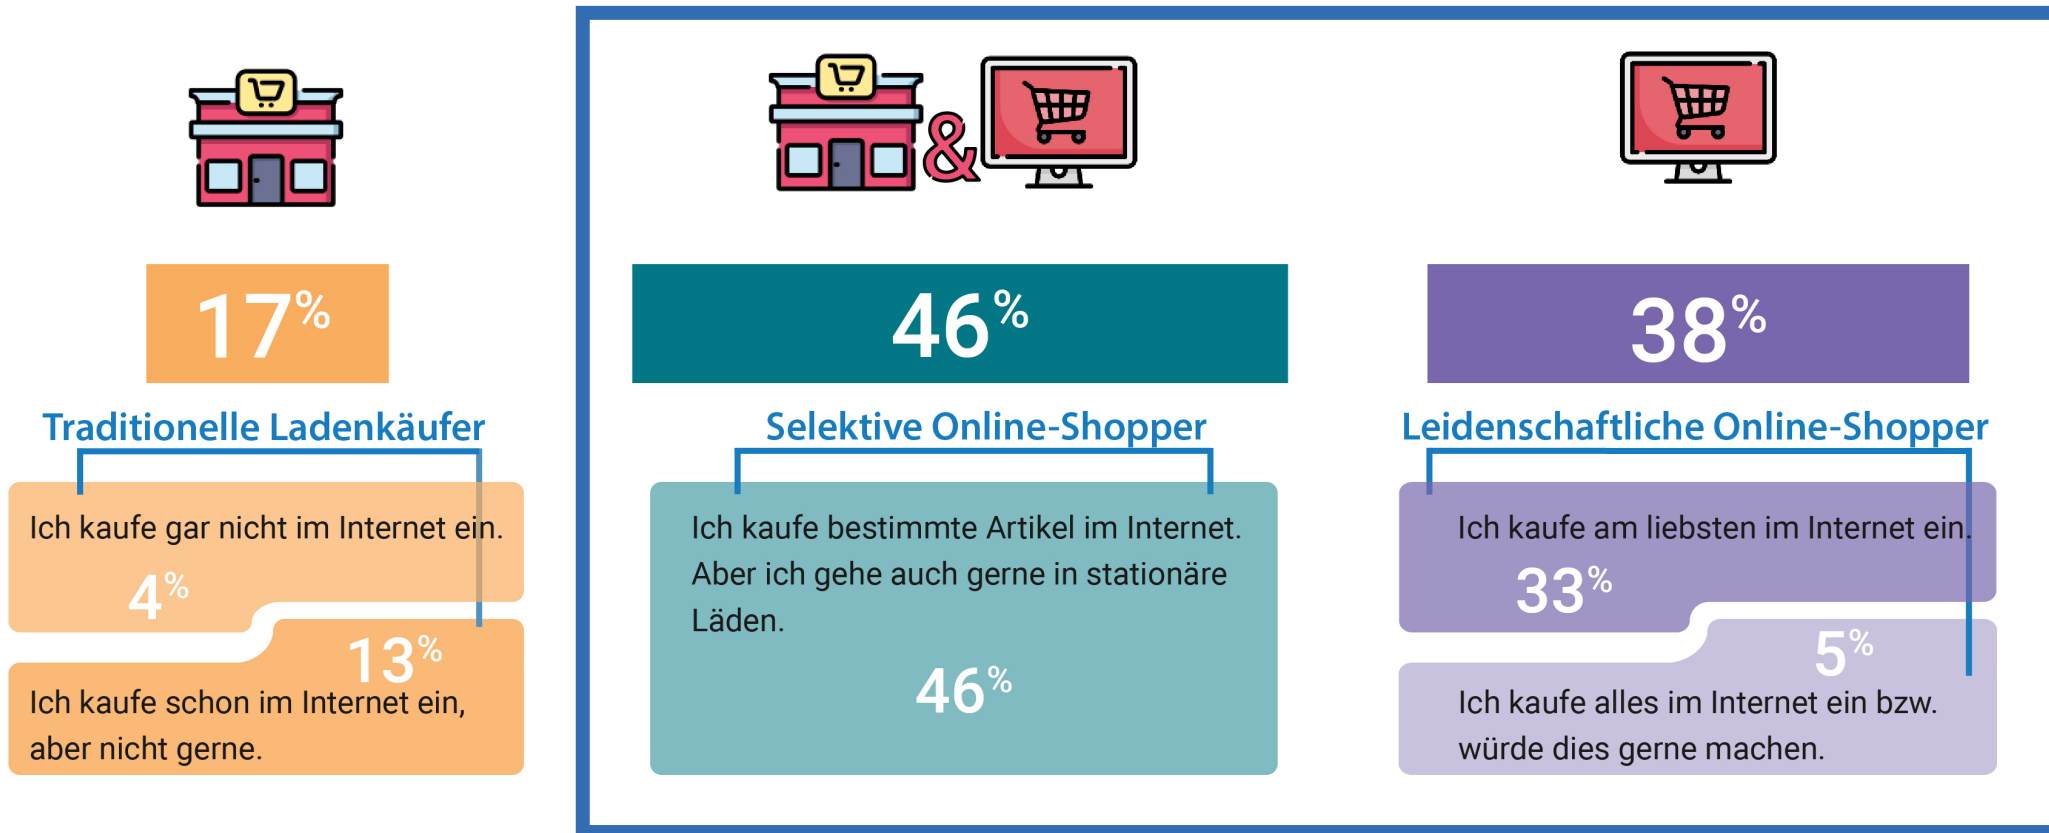 &
17%
46%
38%
Traditionelle Ladenkäufer
Selektive Online-Shopper
Leidenschaftliche Online-Shopper
Ich kaufe gar nicht im Internet ein.
4%
13%
Ich kaufe schon im Internet ein,
aber nicht gerne.
Ich kaufe bestimmte Artikel im Internet.
Aber ich gehe auch gerne in stationäre
Läden.
46%
Ich kaufe am liebsten im Internet ein.
33%
5%
Ich kaufe alles im Internet ein bzw.
würde dies gerne machen.